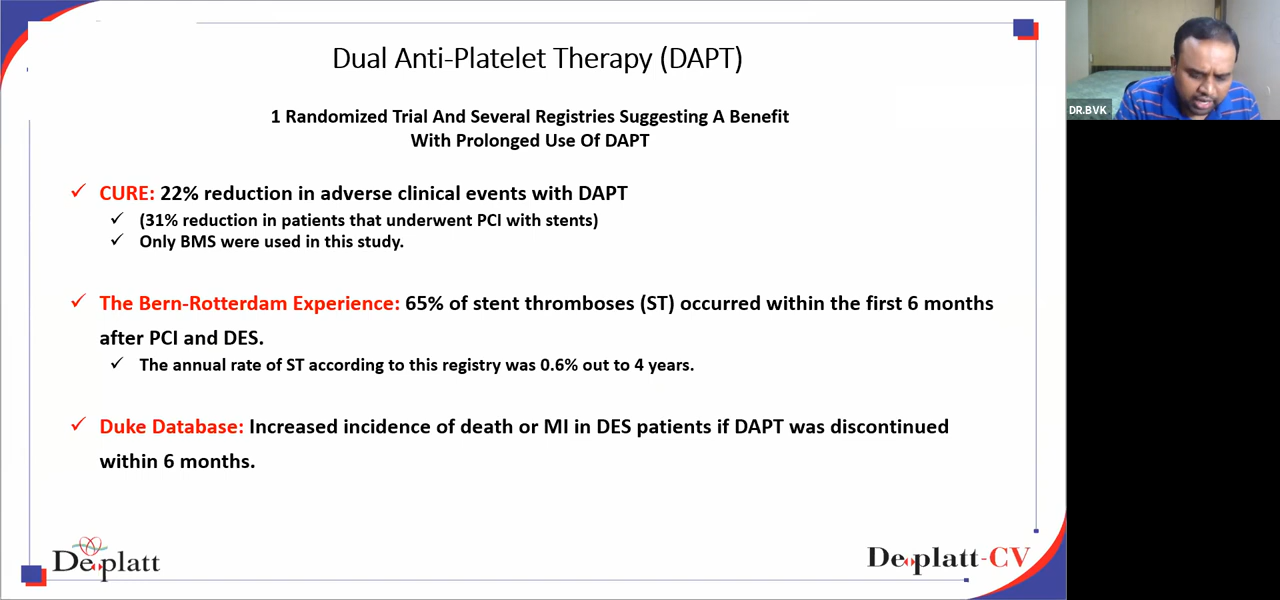 Dual Anti-Platelet Therapy (DAPT)
1 Randomized Trial And Several Registries Suggesting A Benefit
With Prolonged Use Of DAPT
CURE: 22% reduction in adverse clinical events with DAPT
(31% reduction in patients that underwent PCI with stents)
Only BMS were used in this study.
The Bern-Rotterdam Experience: 65% of stent thromboses (ST) occurred within the first 6 months
after PCI and DES.
The annual rate of ST according to this registry was 0.6% out to 4 years.
Duke Database: Increased incidence of death or MI in DES patients if DAPT was discontinued
within 6 months.
Deplatt
Deplatt-CV
DR.BVK